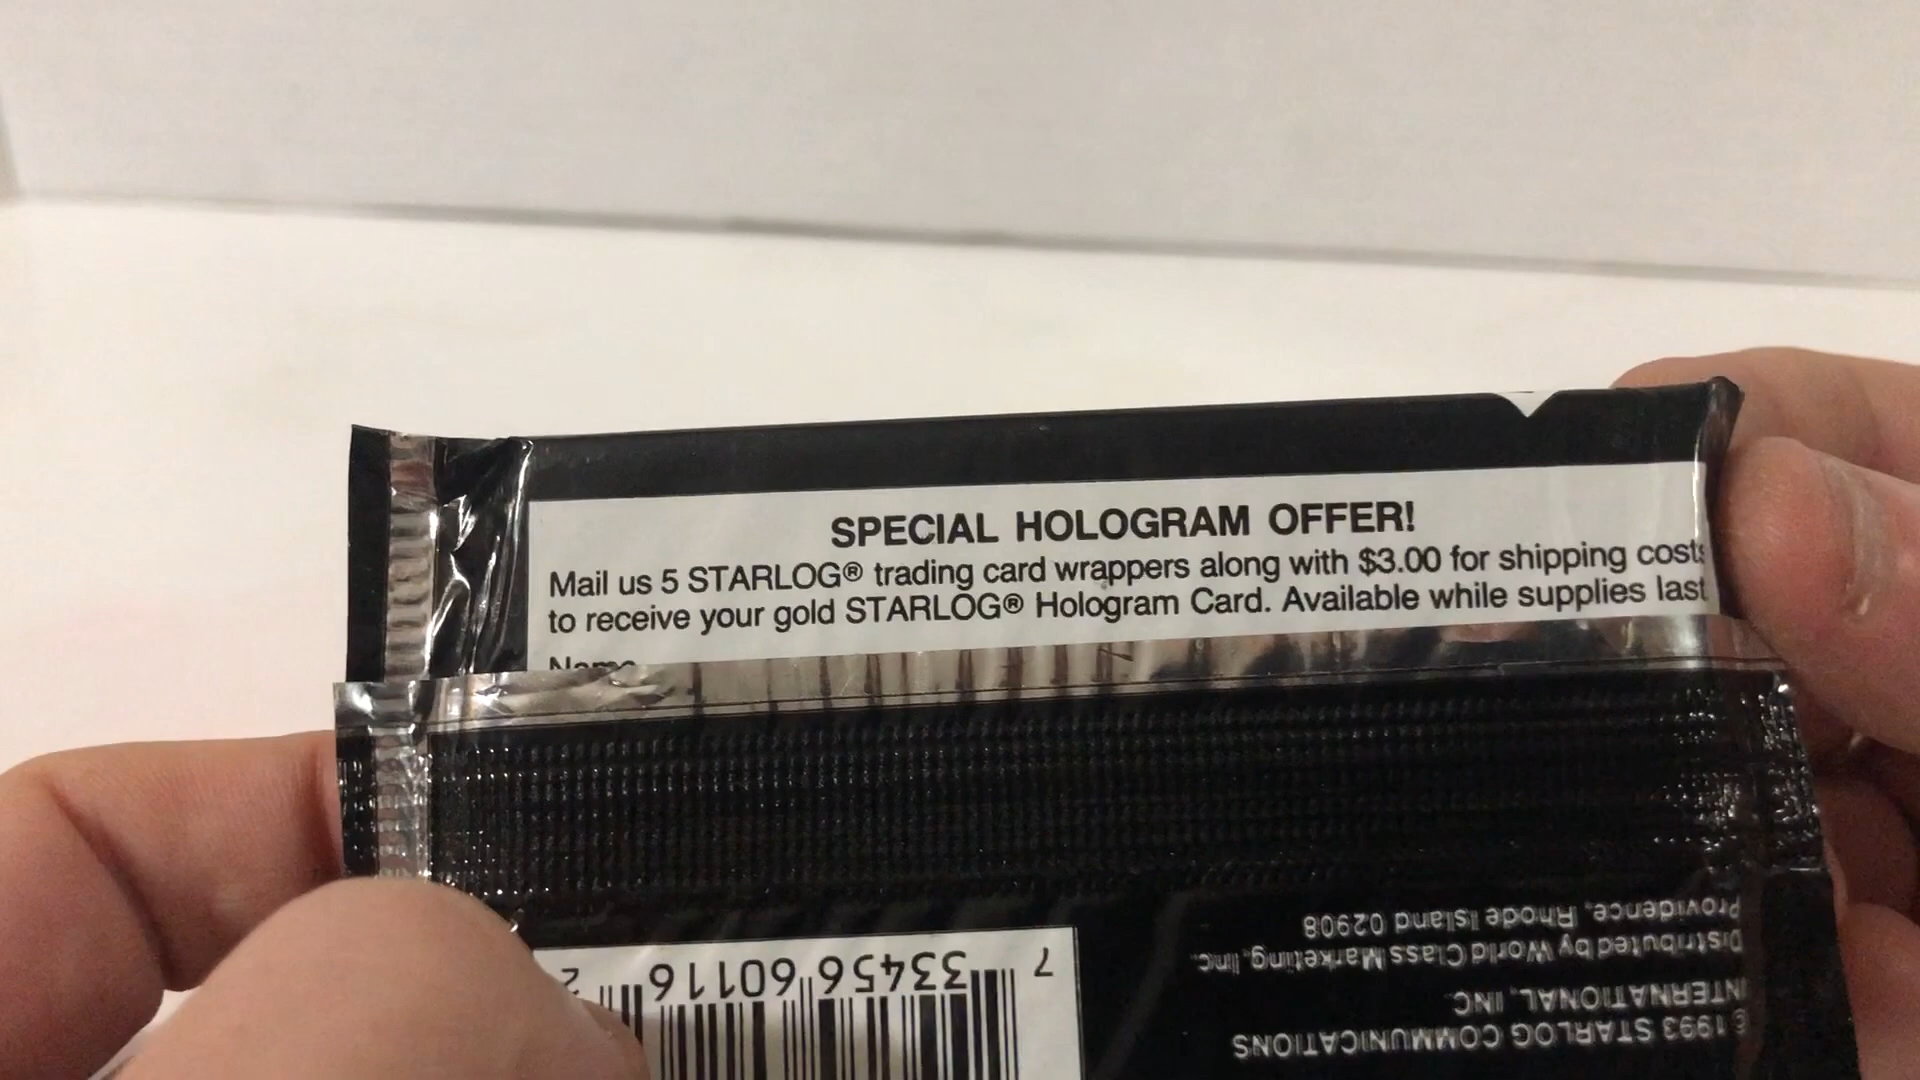 SPECIAL HOLOGRAM OFFER!
Mail us 5 STARLOG® trading card wrappers along with $3.00 for shipping costs
to receive your gold STARLOG® Hologram Card. Available while supplies last
Name
©1993 STARLOG COMMUNICATIONS
INTERNATIONAL, INC.
Distributed by World Class Marketing, Inc.
Providence, Rhode Island 02908
7 33456 60116 2